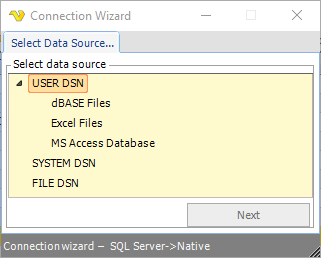 Connection Wizard
Select Data Source...
Select data source
USER DSN
dBASE Files
Excel Files
MS Access Database
SYSTEM DSN
FILE DSN
Next
Connection wizard – SQL Server->Native